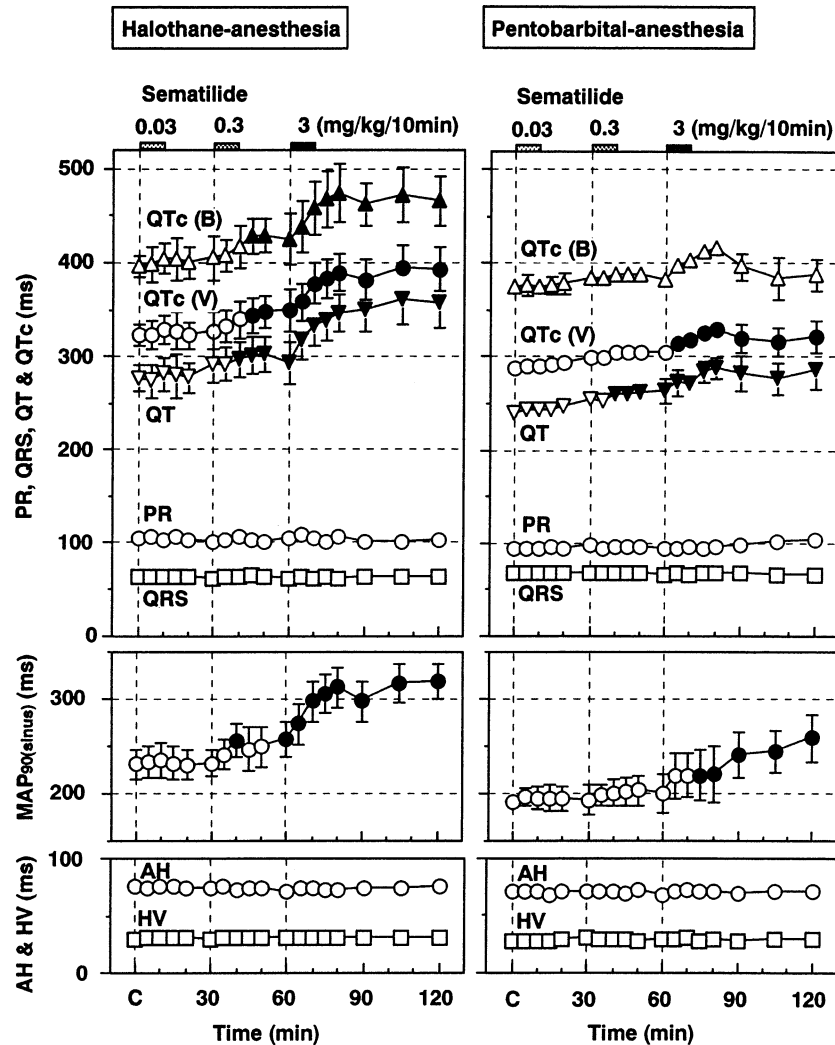 Halothane-anesthesia
Pentobarbital-anesthesia
Sematilide
0.03 0.3 3 (mg/kg/10min)
Sematilide
0.03 0.3 3 (mg/kg/10min)
PR, QRS, QT & QTc (ms)
500
400
300
200
100
0
QTc (B)
QTc (V)
QT
PR
QRS
QTc (B)
QTc (V)
QT
PR
QRS
MAP90(sinus) (ms)
300
200
AH & HV (ms)
100
0
AH
HV
AH
HV
C 30 60 90 120
Time (min)
C 30 60 90 120
Time (min)